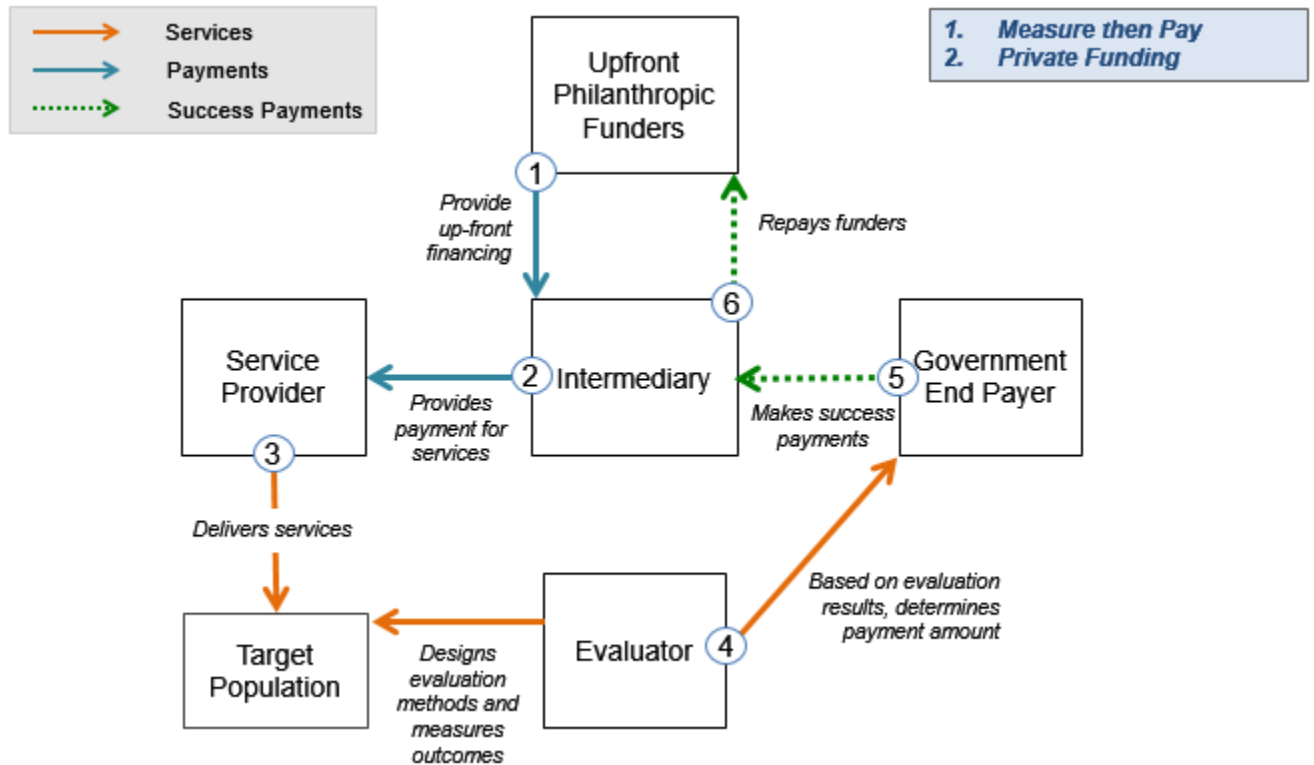 Services
Payments
Success Payments
1. Measure then Pay
2. Private Funding
Upfront
Philanthropic
Funders
1
Provide
up-front
financing
Repays funders
6
Service
Provider
2
Intermediary
5
Government
End Payer
Provides
payment for
services
Makes success
payments
3
Delivers services
Based on evaluation
results, determines
payment amount
Target
Population
Evaluator
4
Designs
evaluation
methods and
measures
outcomes